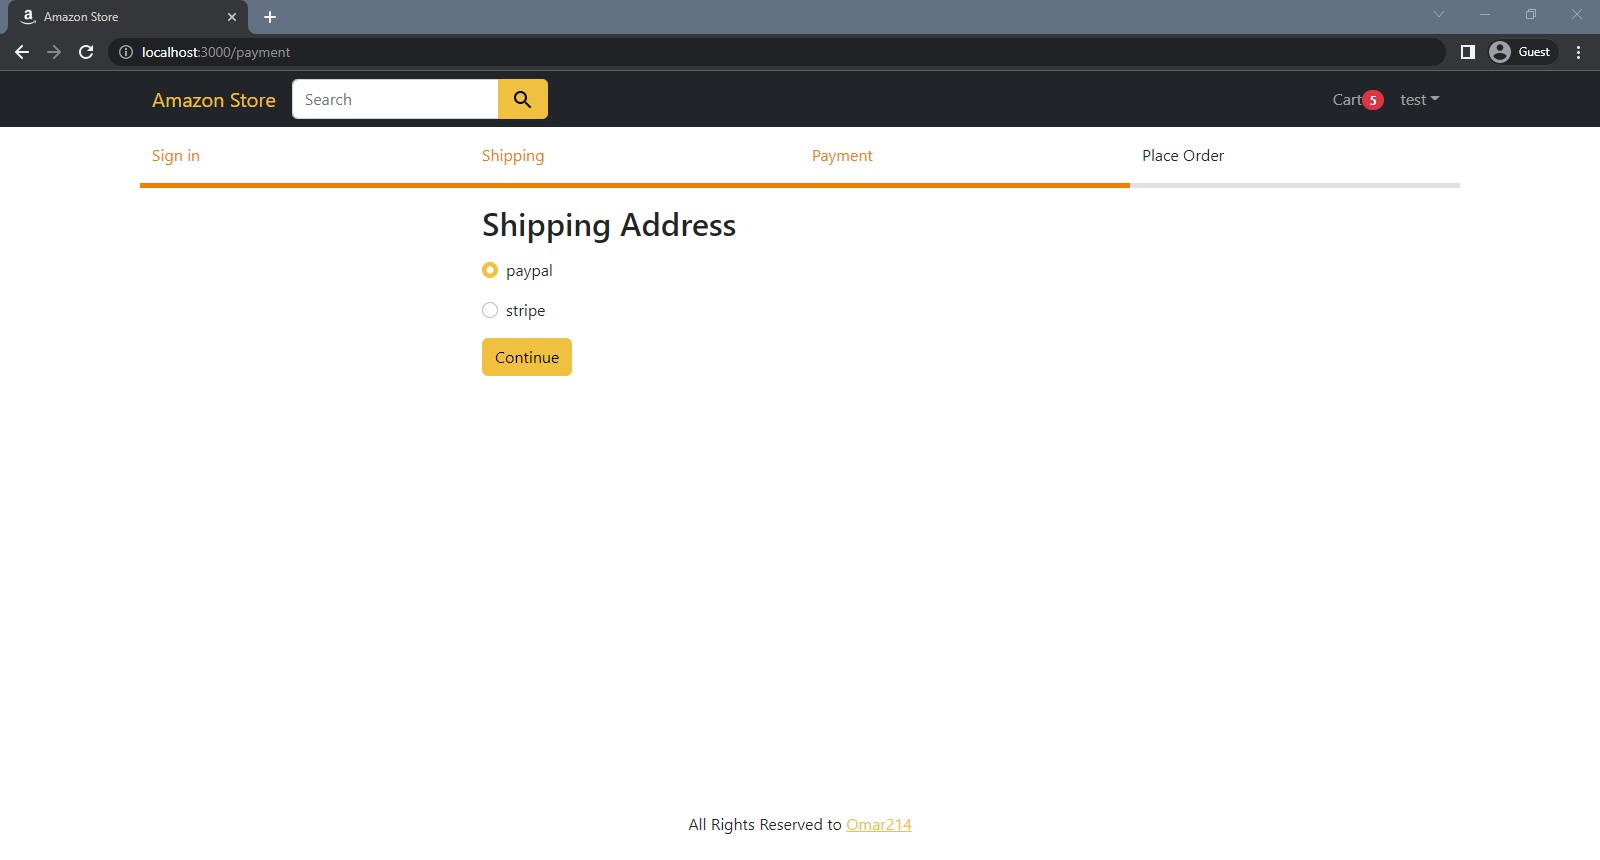 Amazon Store
localhost:3000/payment
Guest
Amazon Store Search Cart 5 test
Sign in Shipping Payment Place Order
Shipping Address
paypal
stripe
Continue
All Rights Reserved to Omar214